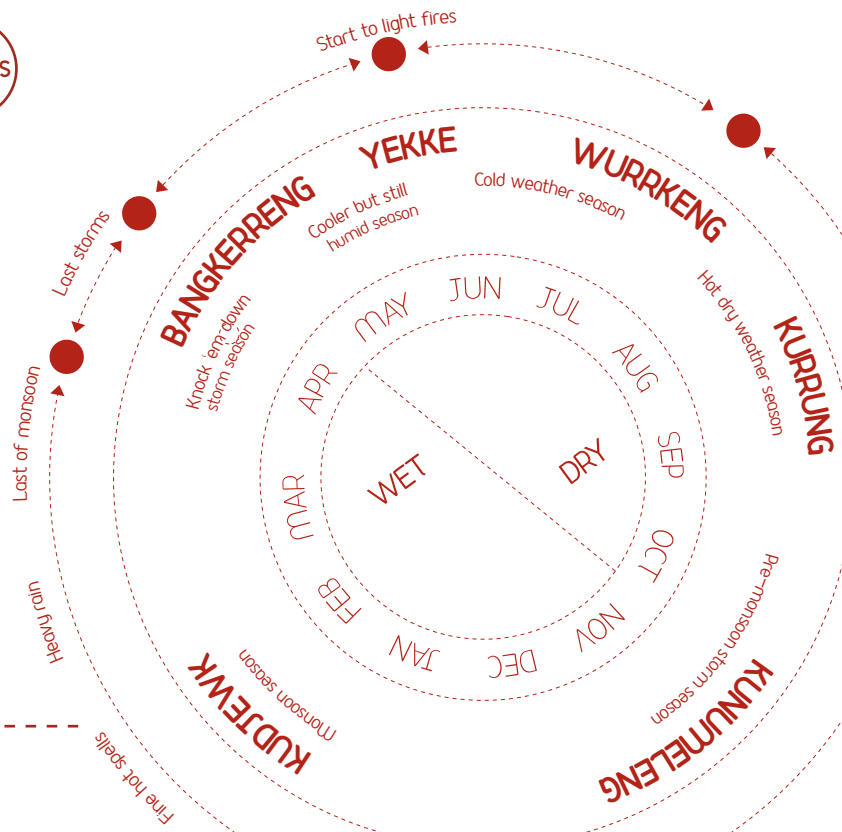 S
Start to light fires
Last storms
Last of monsoon
Heavy rain
Fine hot spells
YEKKE
Cooler but still
humid season
WURRKENG
Cold weather season
KURRUNG
Hot dry weather season
KUNUMELENG
Pre-monsoon storm season
KUDJEWK
Monsoon season
BANGKERRENG
Knock 'em down
storm season
JAN
FEB
MAR
APR
MAY
JUN
JUL
AUG
SEP
OCT
NOV
DEC
WET
DRY